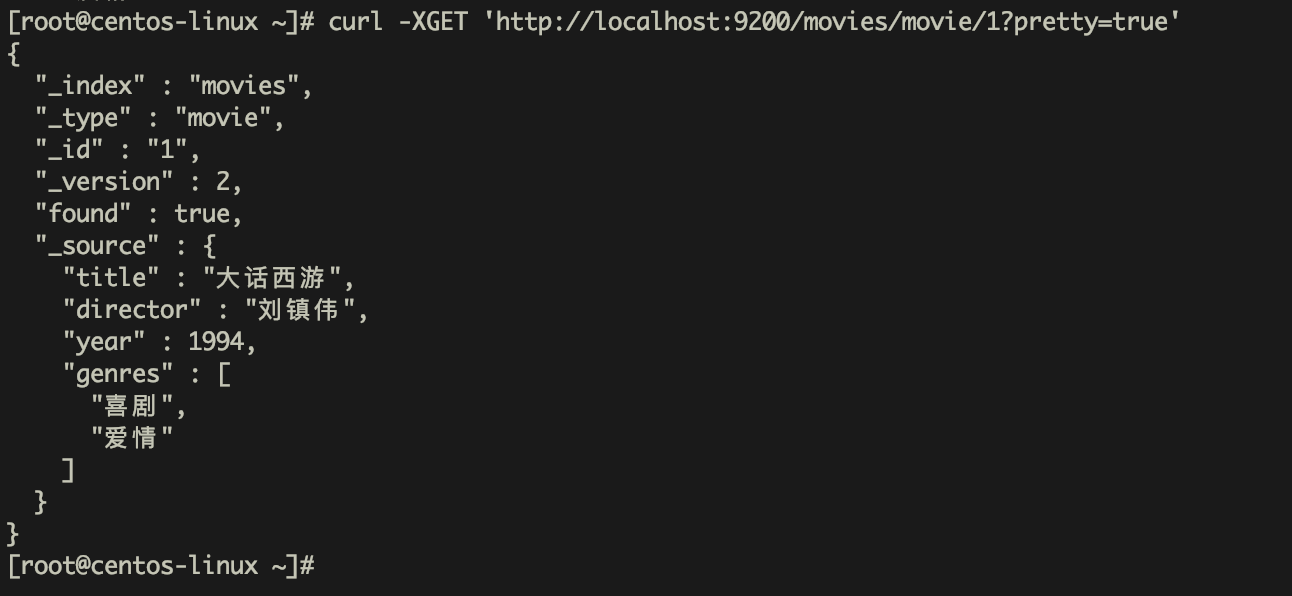 [root@centos-linux ~]# curl -XGET 'http://localhost:9200/movies/movie/1?pretty=true'
{
  "_index" : "movies",
  "_type" : "movie",
  "_id" : "1",
  "_version" : 2,
  "found" : true,
  "_source" : {
    "title" : "大话西游",
    "director" : "刘镇伟",
    "year" : 1994,
    "genres" : [
      "喜剧",
      "爱情"
    ]
  }
}
[root@centos-linux ~]#